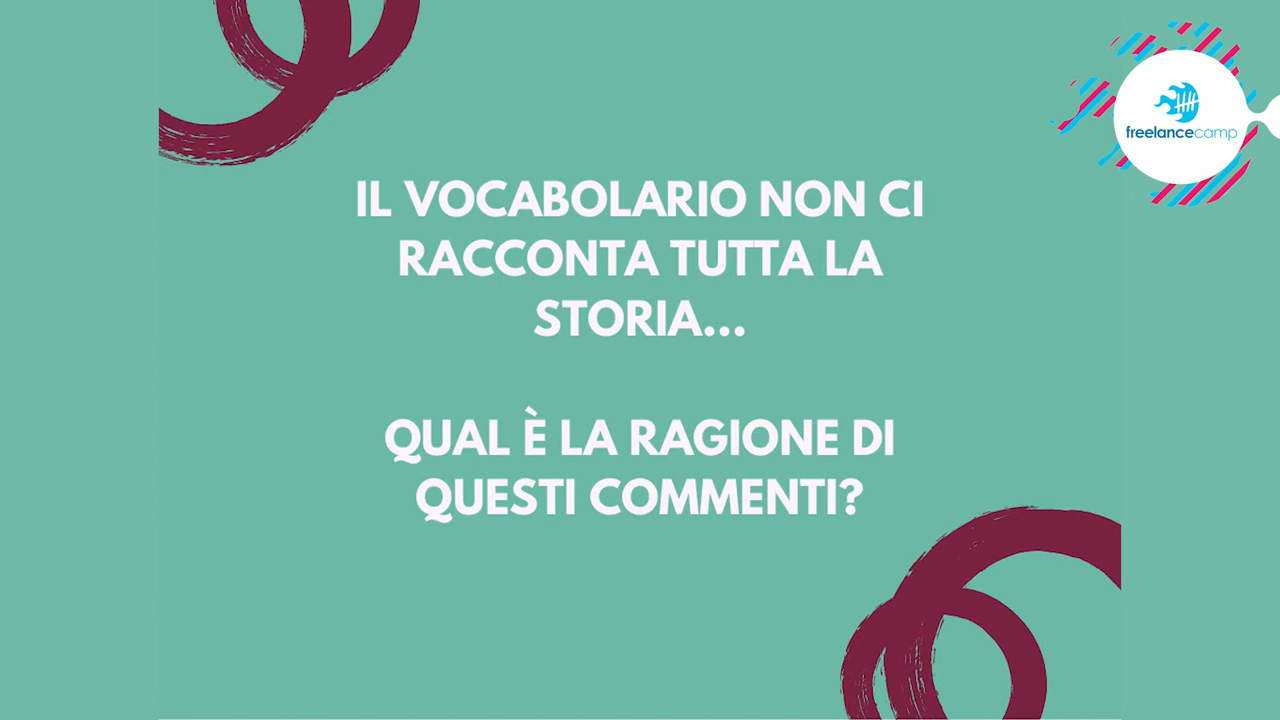 freelancecamp
IL VOCABOLARIO NON CI
RACCONTA TUTTA LA
STORIA...
QUAL È LA RAGIONE DI
QUESTI COMMENTI?